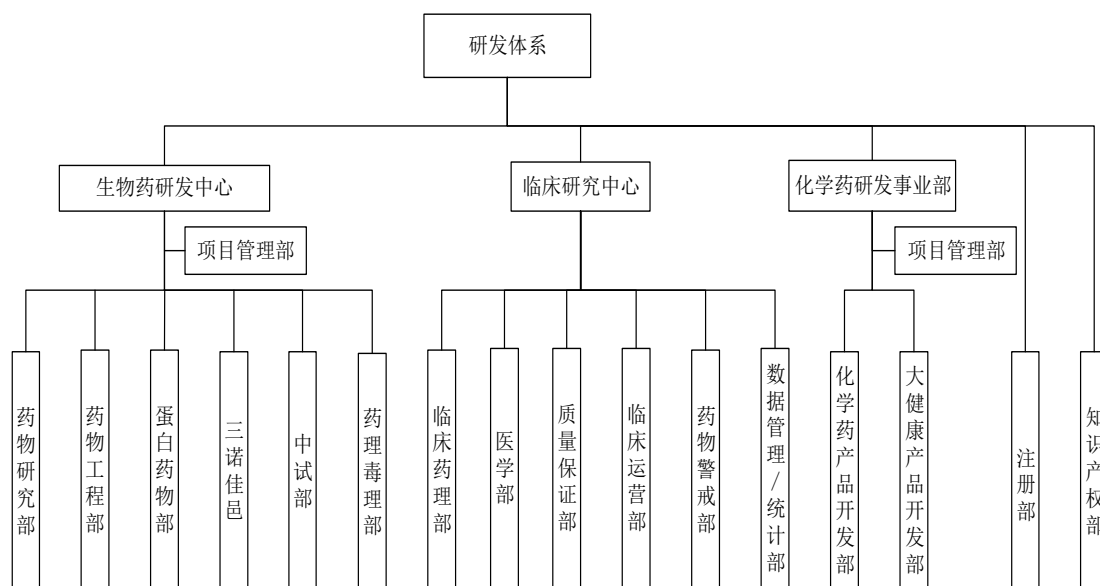 研发体系
生物药研发中心
临床研究中心
化学药研发事业部
项目管理部
项目管理部
药物研究部
药物工程部
蛋白药物部
三诺佳邑
中试部
药理毒理部
临床药理部
医学部
质量保证部
临床运营部
药物警戒部
数据管理/统计部
化学药产品开发部
大健康产品开发部
注册部
知识产权部